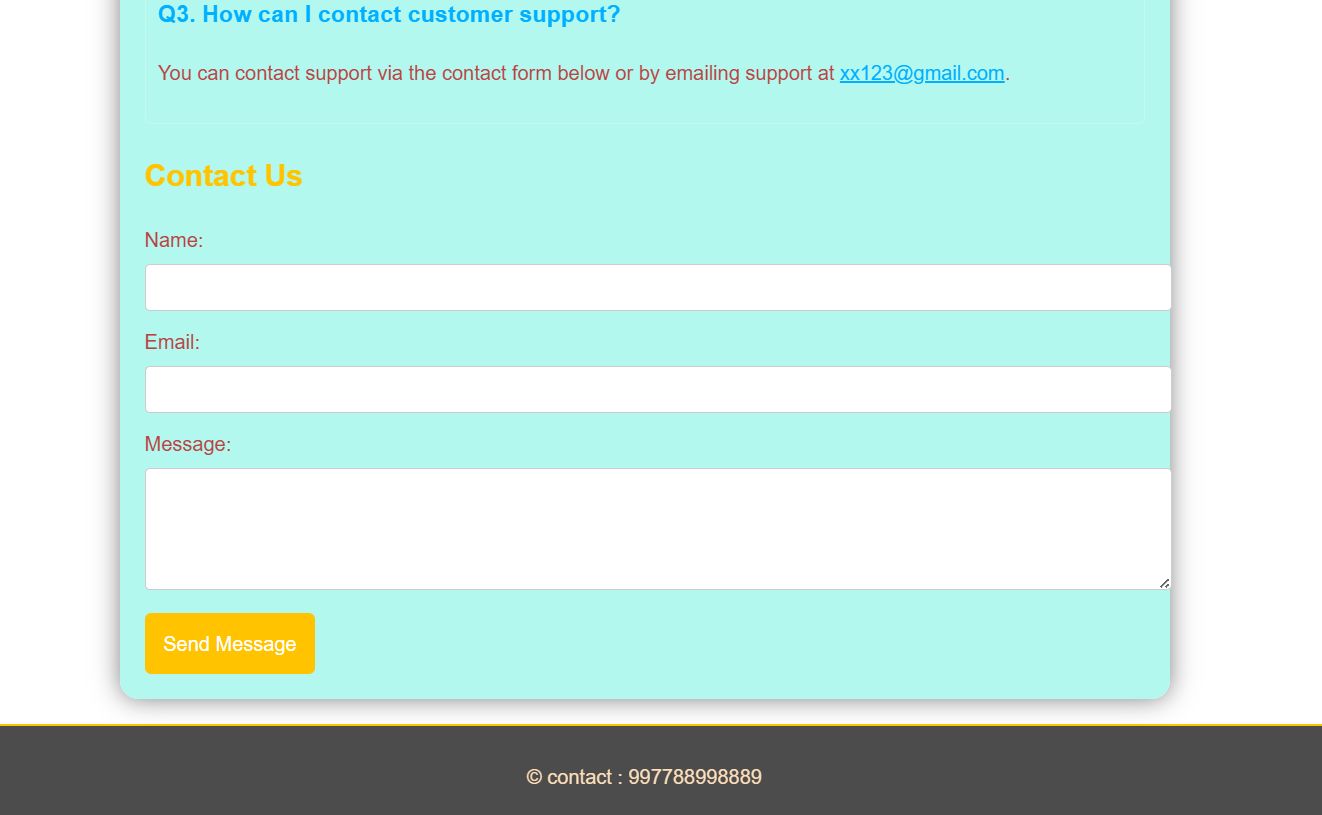 Q3. How can I contact customer support?
You can contact support via the contact form below or by emailing support at xx123@gmail.com.
Contact Us
Name:
Email:
Message:
Send Message
© contact : 997788998889